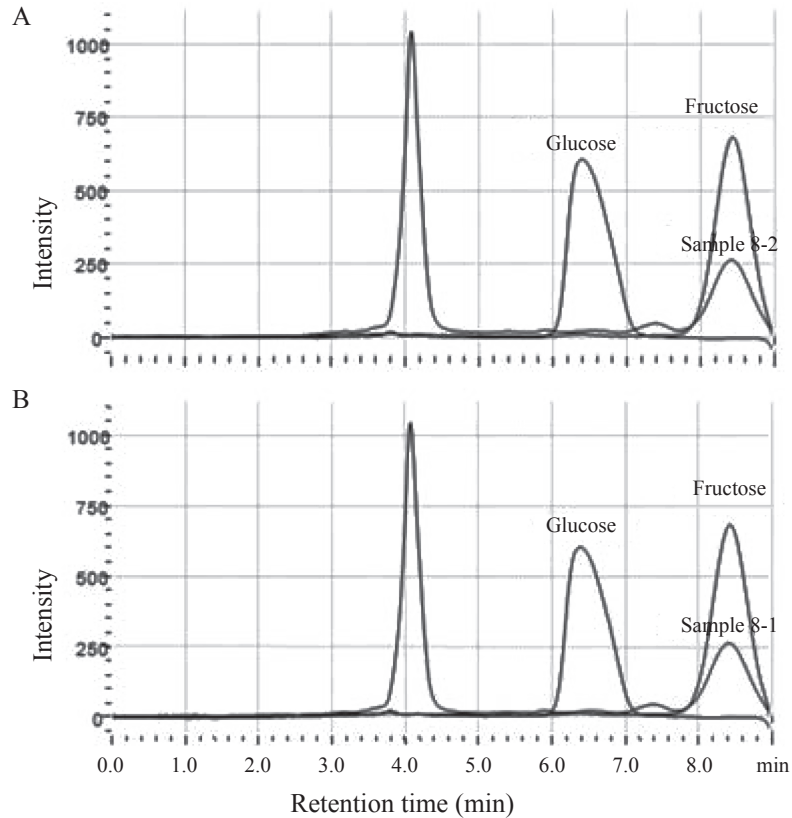 A
1000
750
500
250
0
Intensity
Glucose
Fructose
Sample 8-2
B
1000
750
500
250
0
Intensity
Glucose
Fructose
Sample 8-1
0.0 1.0 2.0 3.0 4.0 5.0 6.0 7.0 8.0 min
Retention time (min)